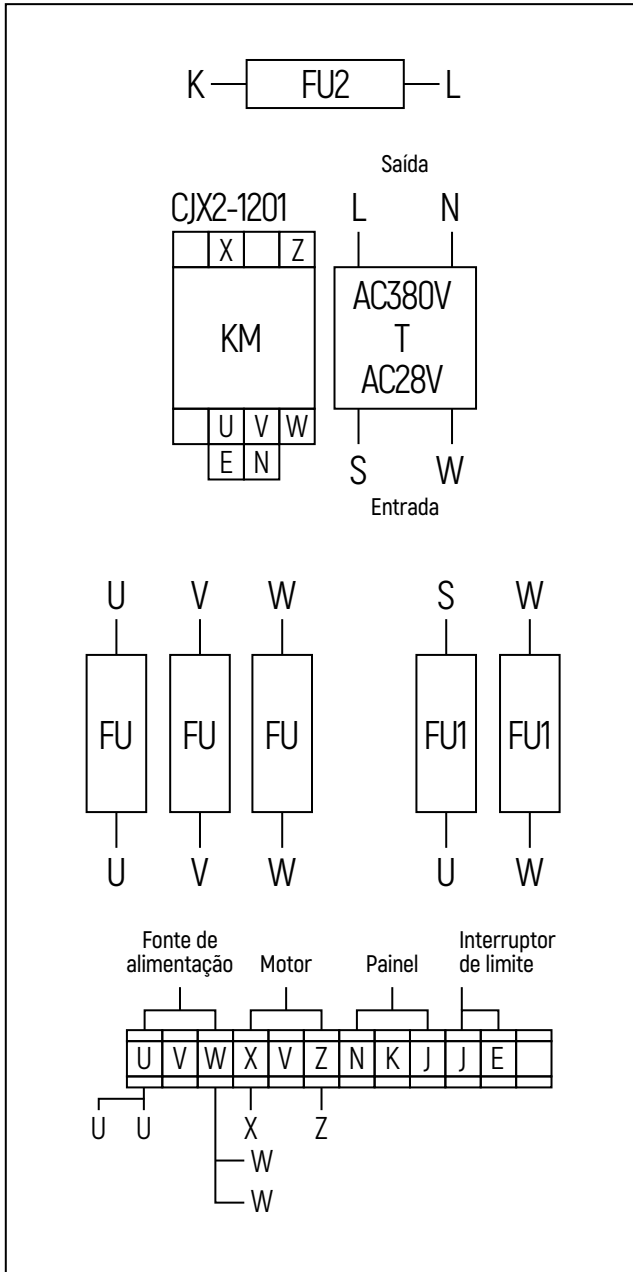 K FU2 L
Saída
CJX2-1201 L N
X Z
AC380V
KM T
AC28V
U V W
E N S W
Entrada
U V W S W
FU FU FU FU1 FU1
U V W U W
Fonte de alimentação Motor Painel Interruptor de limite
U V W X V Z N K J J E
U U X Z
W
W